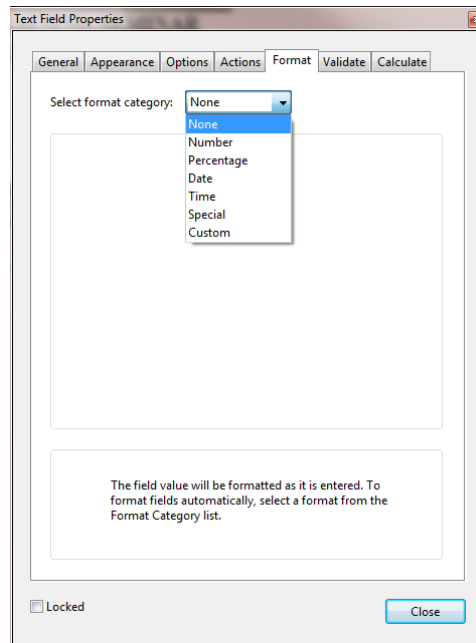 Text Field Properties
General Appearance Options Actions Format Validate Calculate
Select format category: None
None
Number
Percentage
Date
Time
Special
Custom
The field value will be formatted as it is entered. To
format fields automatically, select a format from the
Format Category list.
Locked
Close